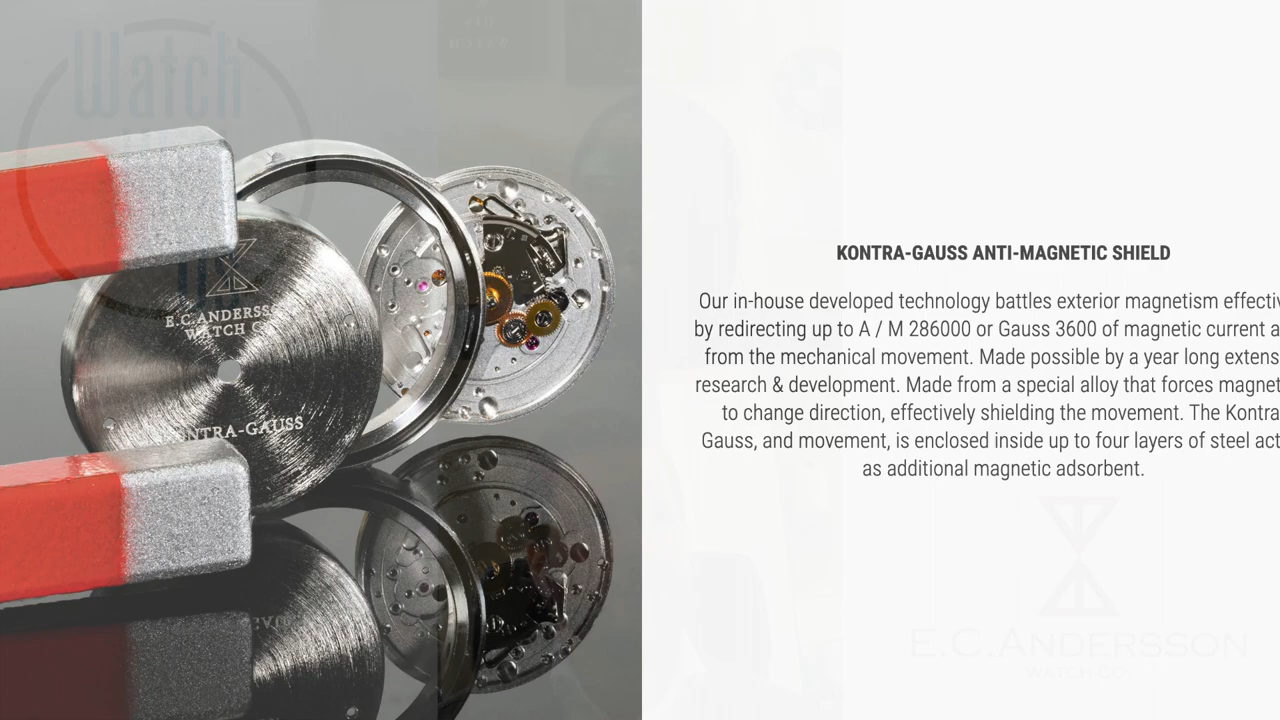 Watch
E.C.ANDERSS
WATCH C
KONTRA-GAUSS
KONTRA-GAUSS ANTI-MAGNETIC SHIELD
Our in-house developed technology battles exterior magnetism effectiv
by redirecting up to A / M 286000 or Gauss 3600 of magnetic current a
from the mechanical movement. Made possible by a year long extens
research & development. Made from a special alloy that forces magnet
to change direction, effectively shielding the movement. The Kontra
Gauss, and movement, is enclosed inside up to four layers of steel act
as additional magnetic adsorbent.
E.C.ANDERSSON
WATCH CO.